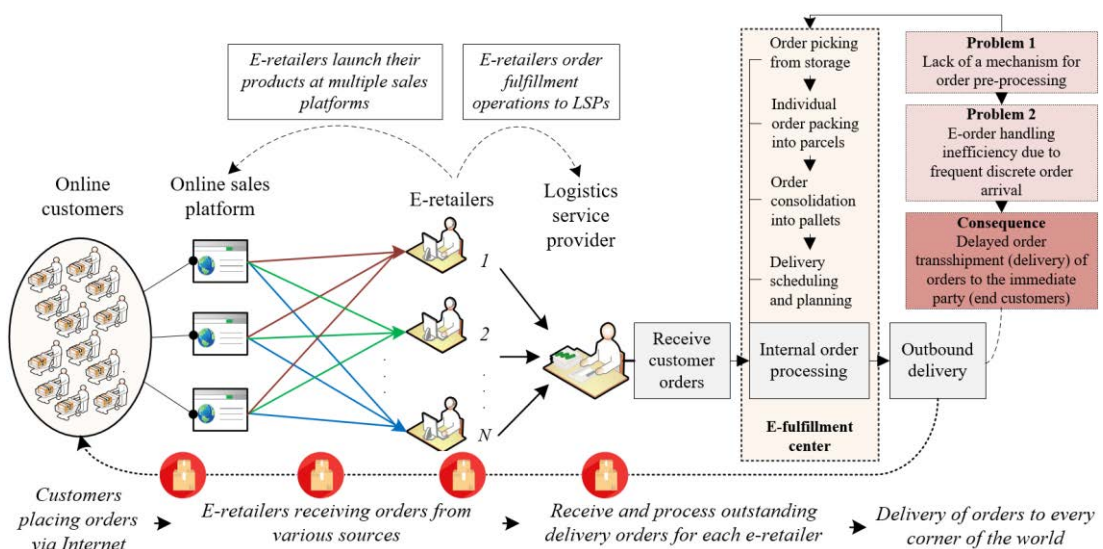 E-retailers launch their
products at multiple sales
platforms
E-retailers order
fulfillment
operations to LSPs
Online
customers
Online sales
platform
E-retailers
Logistics
service
provider
1
2
N
Receive
customer
orders
Order picking
from storage
Individual
order packing
into parcels
Order
consolidation
into pallets
Delivery
scheduling
and planning
Internal order
processing
E-fulfillment
center
Outbound
delivery
Problem 1
Lack of a mechanism for
order pre-processing
Problem 2
E-order handling
inefficiency due to
frequent discrete order
arrival
Consequence
Delayed order
transshipment (delivery) of
orders to the immediate
party (end customers)
Customers
placing orders
via Internet
E-retailers receiving orders from
various sources
Receive and process outstanding
delivery orders for each e-retailer
Delivery of orders to every
corner of the world